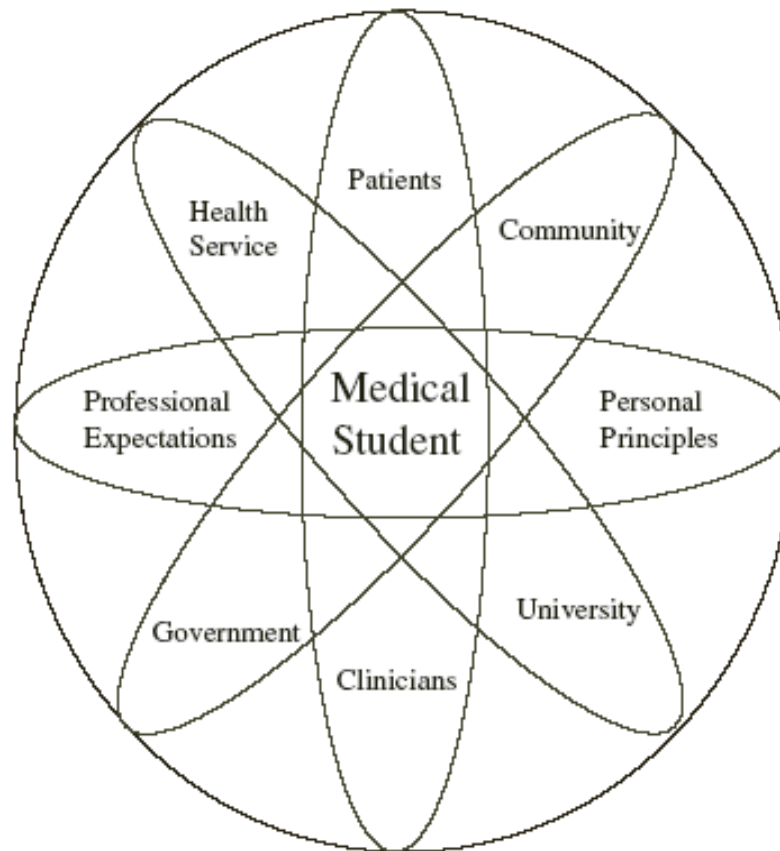 Patients
Health
Service
Community
Medical
Student
Professional
Expectations
Personal
Principles
University
Government
Clinicians